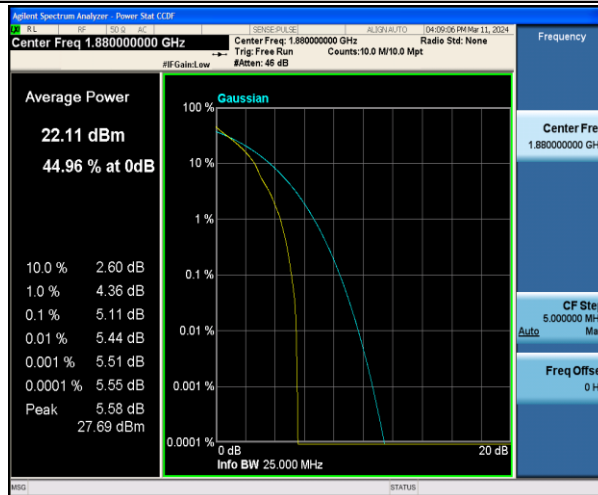 Agilent Spectrum Analyzer - Power Stat CCDF
RL RF 50 Ω AC SENSE:PULSE ALIGN AUTO 04:09:06 PM Mar 11, 2024
Center Freq 1.880000000 GHz
Center Freq: 1.880000000 GHz Radio Std: None
Trig: Free Run Counts:10.0 M/10.0 Mpt
#IFGain:Low #Atten: 46 dB
Frequency
Average Power
22.11 dBm
44.96 % at 0dB
10.0 % 2.60 dB
1.0 % 4.36 dB
0.1 % 5.11 dB
0.01 % 5.44 dB
0.001 % 5.51 dB
0.0001 % 5.55 dB
Peak 5.58 dB
27.69 dBm
Gaussian
100 %
10 %
1 %
0.1 %
0.01 %
0.001 %
0.0001 %
0 dB 20 dB
Info BW 25.000 MHz
Center Fre
1.880000000 GH
CF Ste
5.000000 MH
Auto Ma
Freq Offse
0 H
MSG STATUS